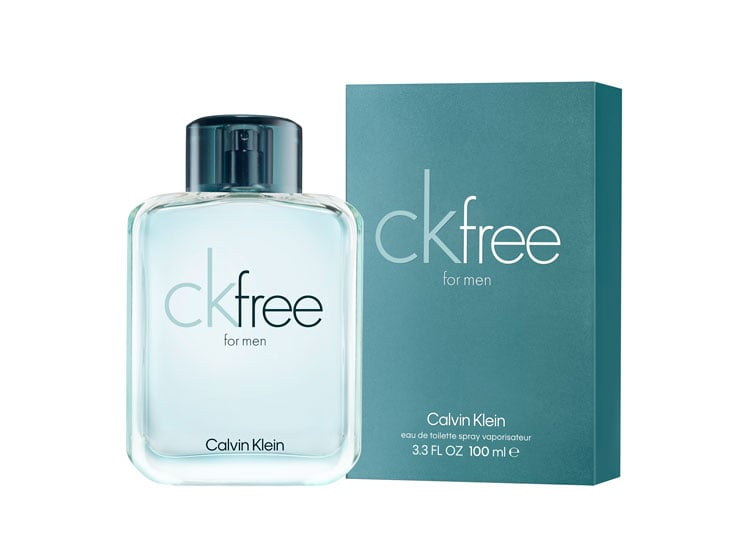 ckfree
for men
Calvin Klein
ckfree
for men
Calvin Klein
eau de toilette spray vaporisateur
3.3 FL OZ 100 ml ℮